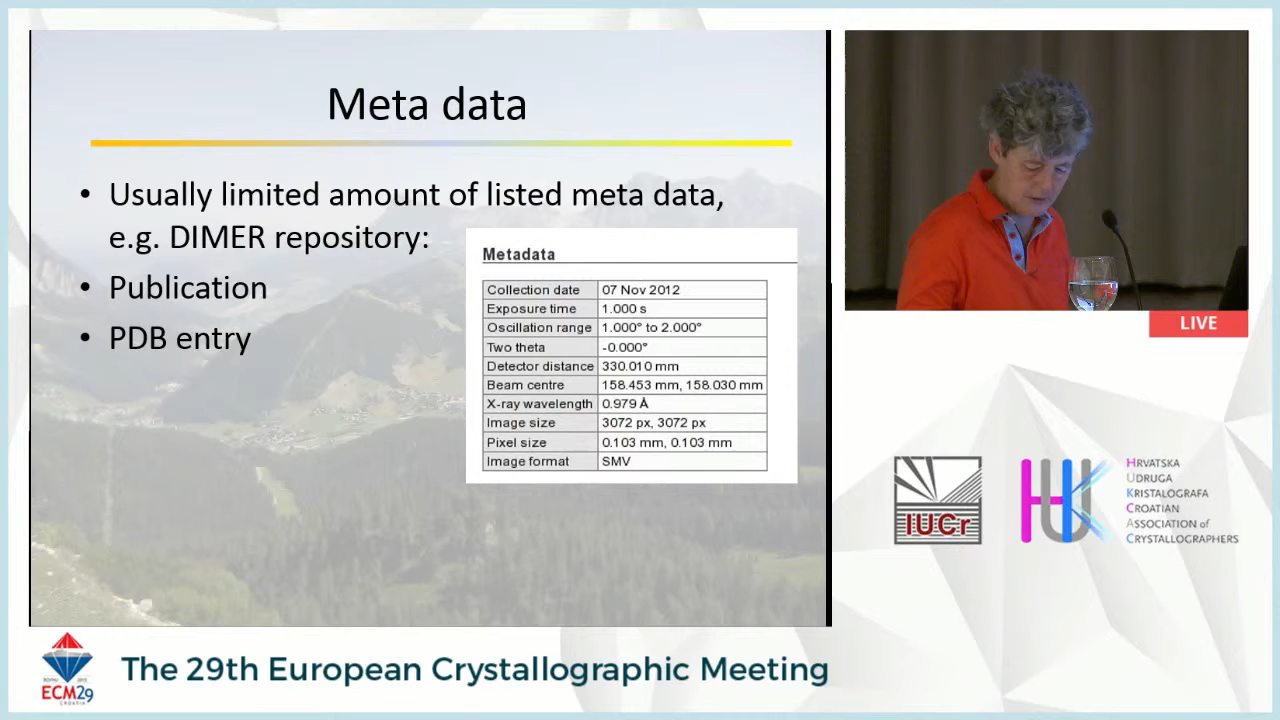 Meta data
• Usually limited amount of listed meta data,
e.g. DIMER repository:
• Publication
• PDB entry
Metadata
Collection date 07 Nov 2012
Exposure time 1.000 s
Oscillation range 1.000° to 2.000°
Two theta -0.000°
Detector distance 330.010 mm
Beam centre 158.453 mm, 158.030 mm
X-ray wavelength 0.979 Å
Image size 3072 px, 3072 px
Pixel size 0.103 mm, 0.103 mm
Image format SMV
LIVE
IUCr
HUK
HRVATSKA
UDRUGA
KRISTALOGRAFA
CROATIAN
ASSOCIATION of
CRYSTALLOGRAPHERS
ECM29
CROATIA
The 29th European Crystallographic Meeting